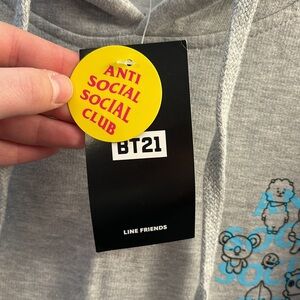 ANTI
SOCIAL
SOCIAL
CLUB
BT21
LINE FRIENDS